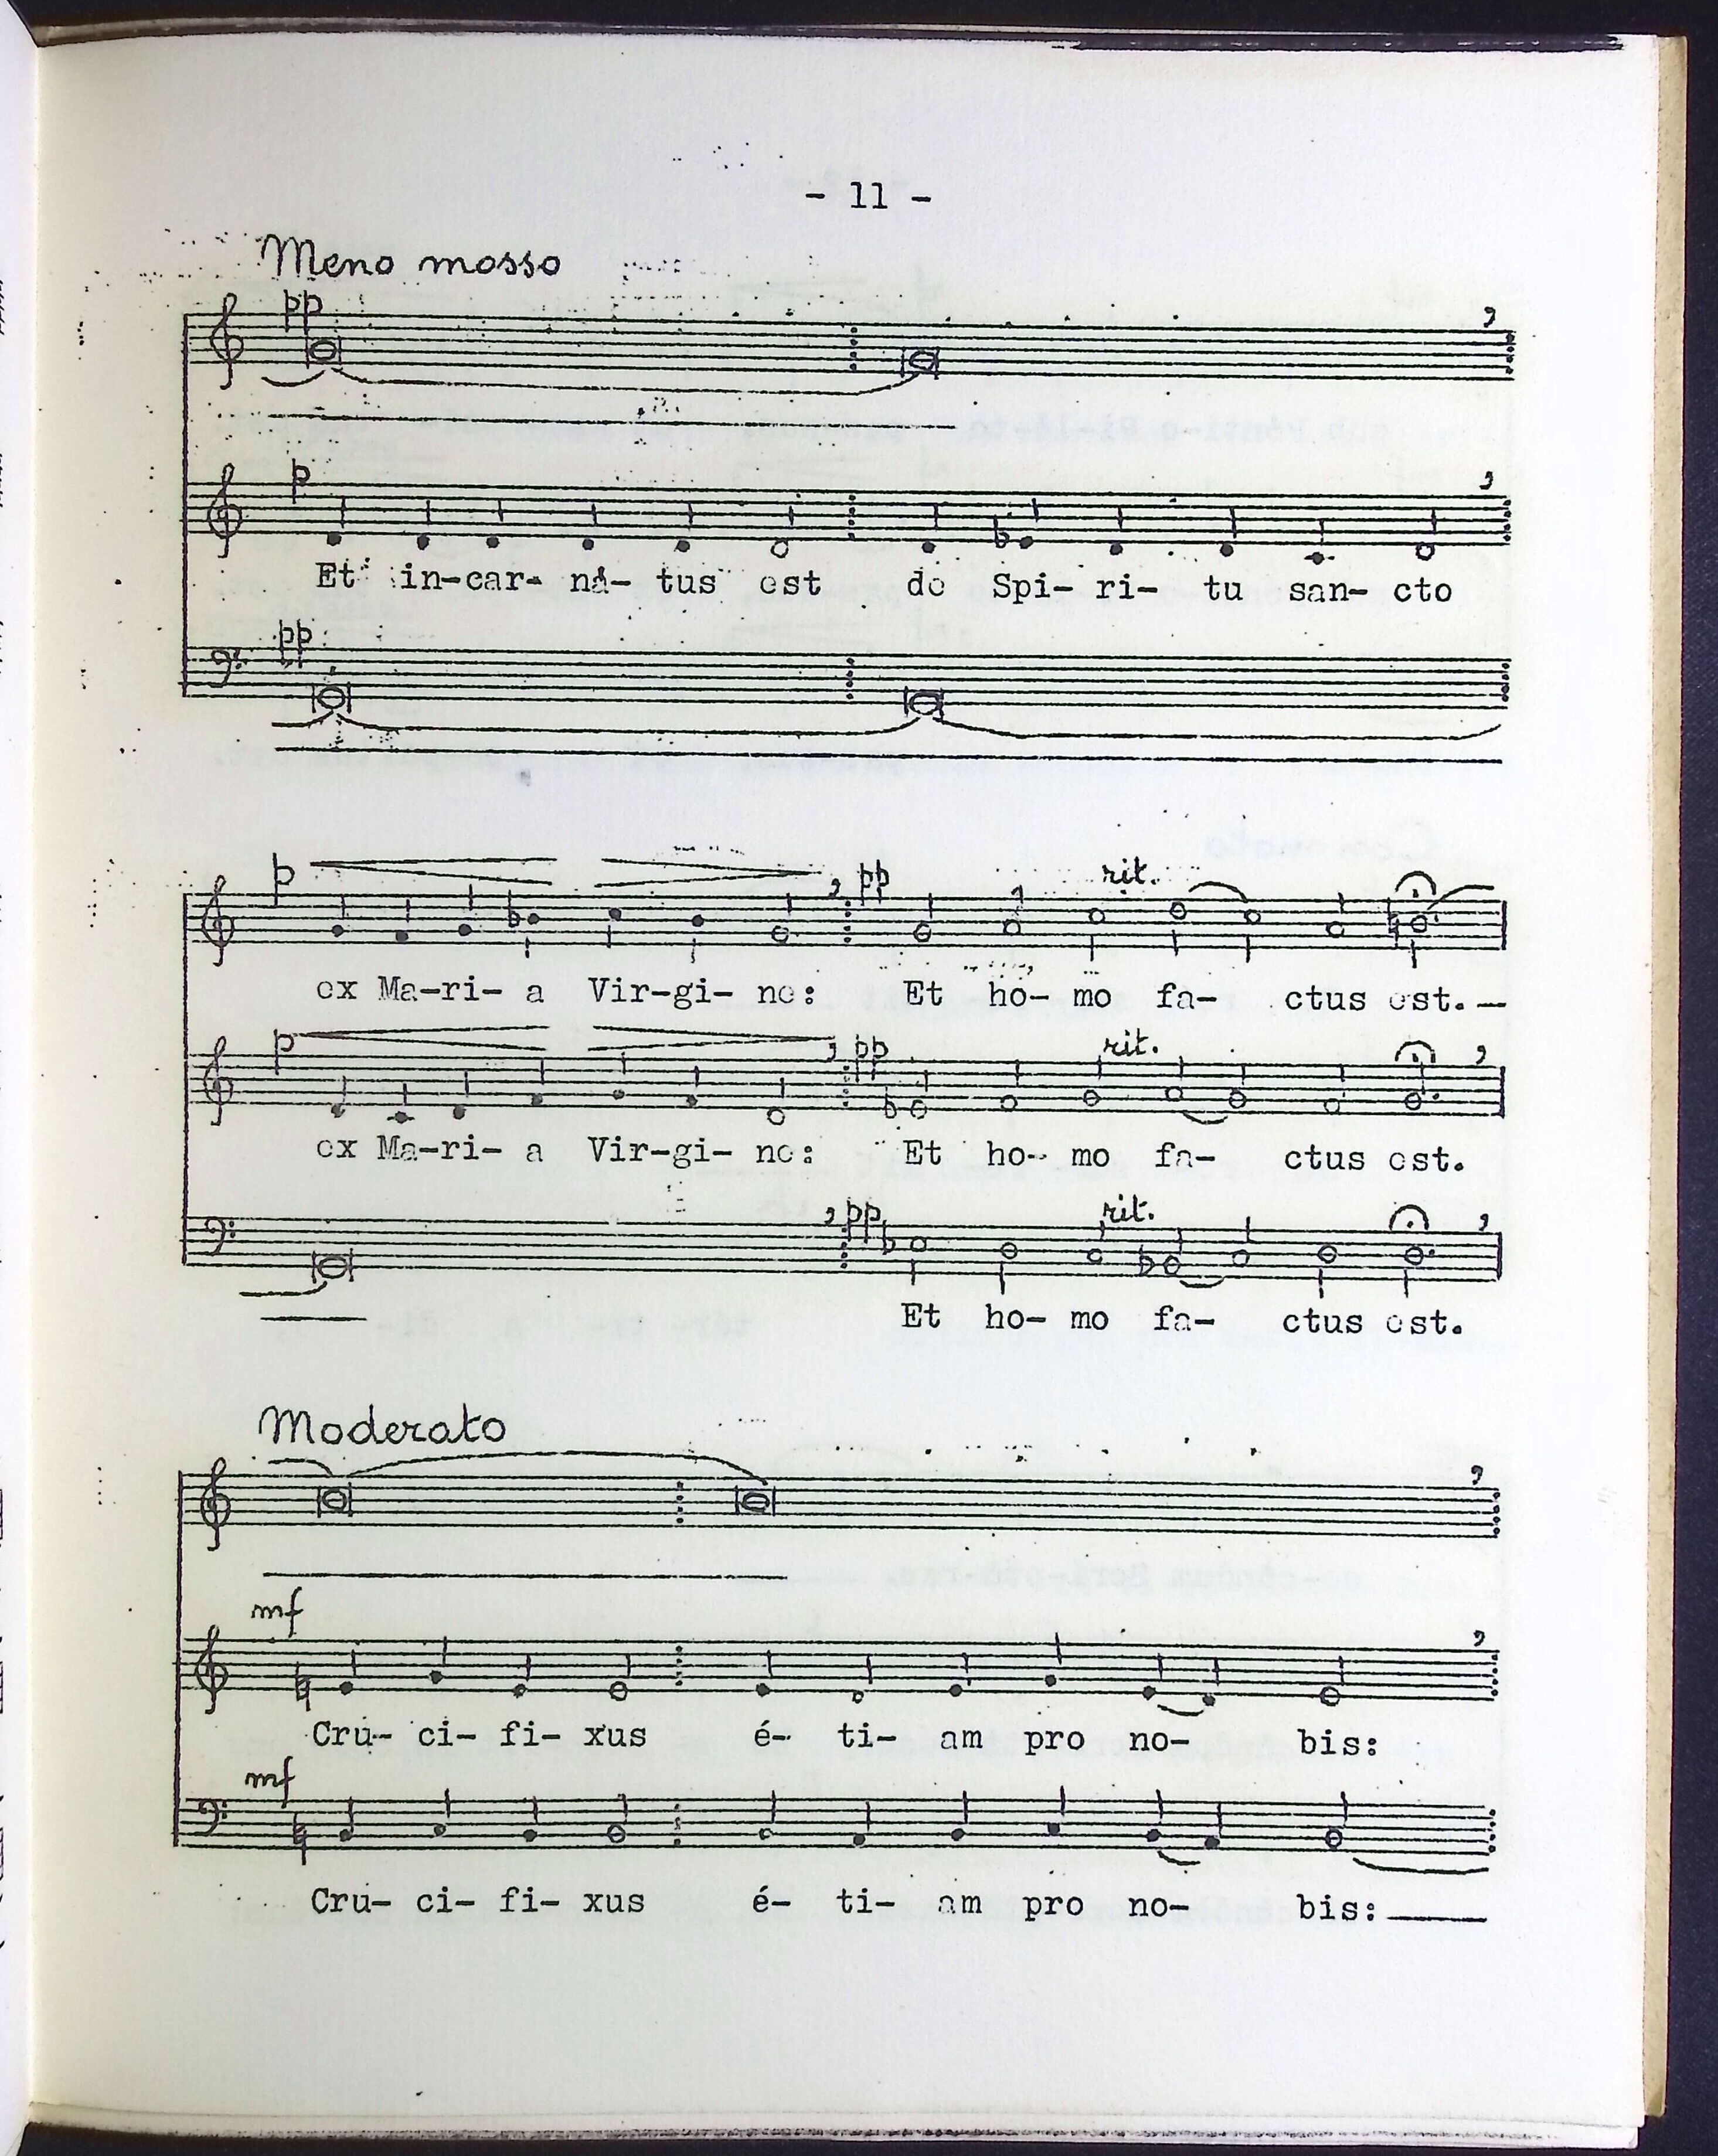 - 11 -
Meno mosso
pp
p
Et in-car- ná- tus est de Spi- ri- tu san- cto
pp
p pp rit.
ex Ma-ri- a Vir-gi- ne: Et ho- mo fa- ctus est.
p pp rit.
ex Ma-ri- a Vir-gi- ne: Et ho- mo fa- ctus est.
pp rit.
Et ho- mo fa- ctus est.
Moderato
mf
Cru- ci- fi- xus é- ti- am pro no- bis:
mf
Cru- ci- fi- xus é- ti- am pro no- bis: